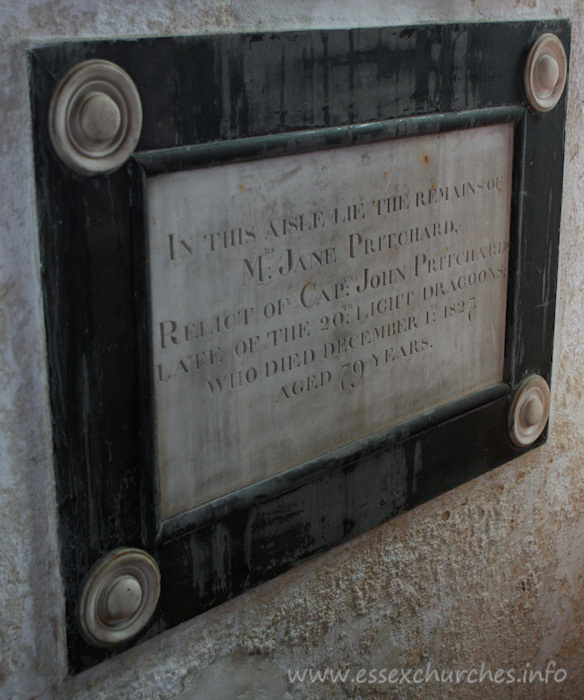 IN THIS AISLE LIE THE REMAINS OF
MRS. JANE PRITCHARD,
RELICT OF CAPTN. JOHN PRITCHARD
LATE OF THE 20TH. LIGHT DRAGOONS;
WHO DIED DECEMBER 1ST. 1827,
AGED 79 YEARS.
www.essexchurches.info